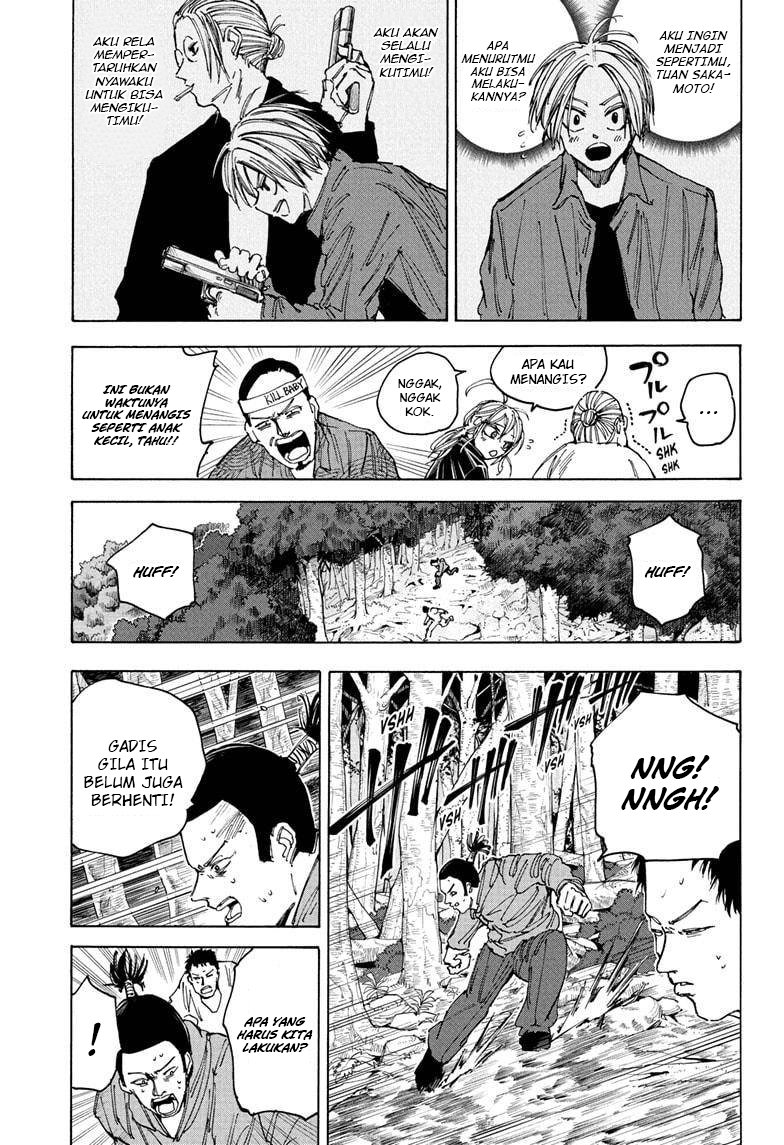 AKU INGIN
MENJADI
SEPERTIMU,
TUAN SAKA-
MOTO!
APA
MENURUTMU
AKU BISA
MELAKU-
KANNYA?
AKU AKAN
SELALU
MENGI-
KUTIMU!
AKU RELA
MEMPER-
TARUHKAN
NYAWAKU
UNTUK BISA
MENGIKU-
TIMU!
...
プルプル
SHK
SHK
APA KAU
MENANGIS?
NGGAK,
NGGAK
KOK.
KILL BABY
INI BUKAN
WAKTUNYA
UNTUK MENANGIS
SEPERTI ANAK
KECIL, TAHU!!
HUFF!
HUFF!
NNG!
NNGH!
VSH
VSH
VSHH
VSH
VSH
GADIS
GILA ITU
BELUM JUGA
BERHENTI!
APA YANG
HARUS KITA
LAKUKAN?
!